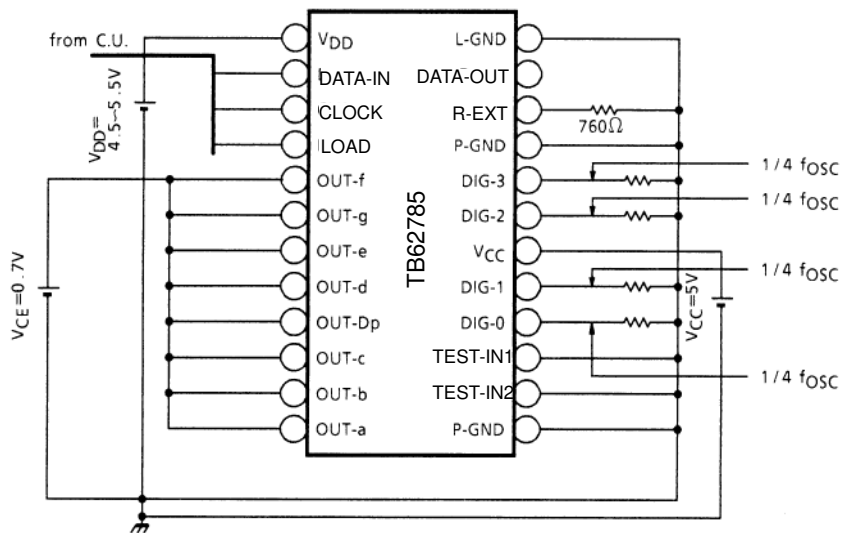 from C.U.
VDD=
4.5~5.5V
VCE=0.7V
VDD
DATA-IN
CLOCK
LOAD
OUT-f
OUT-g
OUT-e
OUT-d
OUT-Dp
OUT-c
OUT-b
OUT-a
TB62785
L-GND
DATA-OUT
R-EXT
P-GND
DIG-3
DIG-2
VCC
DIG-1
DIG-0
TEST-IN1
TEST-IN2
P-GND
760Ω
1/4 fOSC
1/4 fOSC
1/4 fOSC
VCC=5V
1/4 fOSC